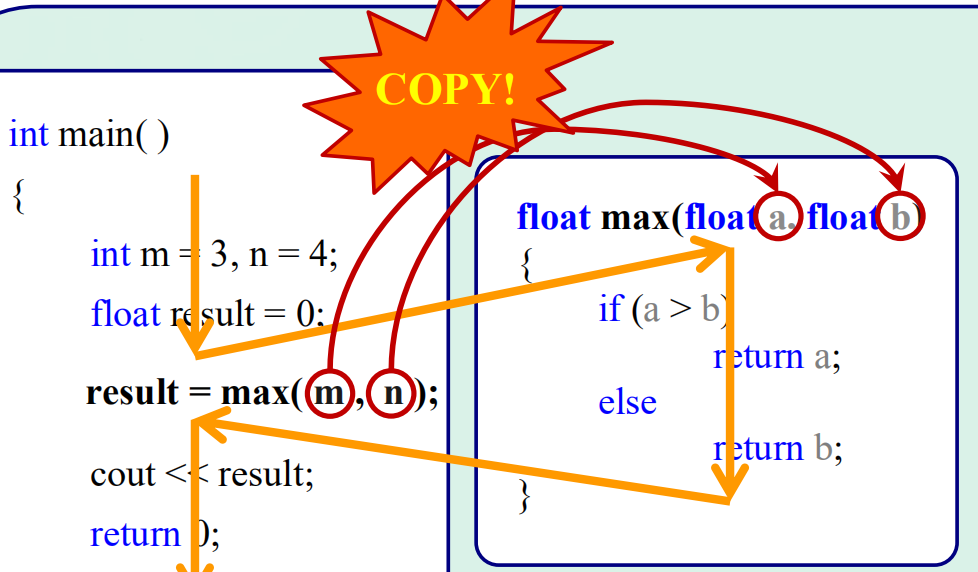 COPY!
int main( )
{
int m = 3, n = 4;
float result = 0;
result = max( m , n );
cout << result;
return 0;
float max(float a, float b)
{
if (a > b)
return a;
else
return b;
}